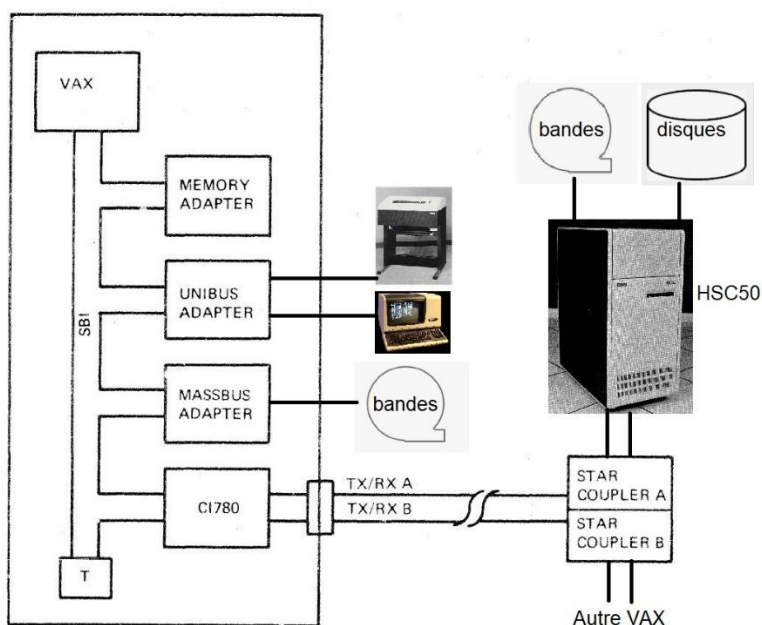 VAX
MEMORY
ADAPTER
UNIBUS
ADAPTER
SBI
MASSBUS
ADAPTER
bandes
CI780
T
TX/RX A
TX/RX B
bandes
disques
HSC50
STAR
COUPLER A
STAR
COUPLER B
Autre VAX